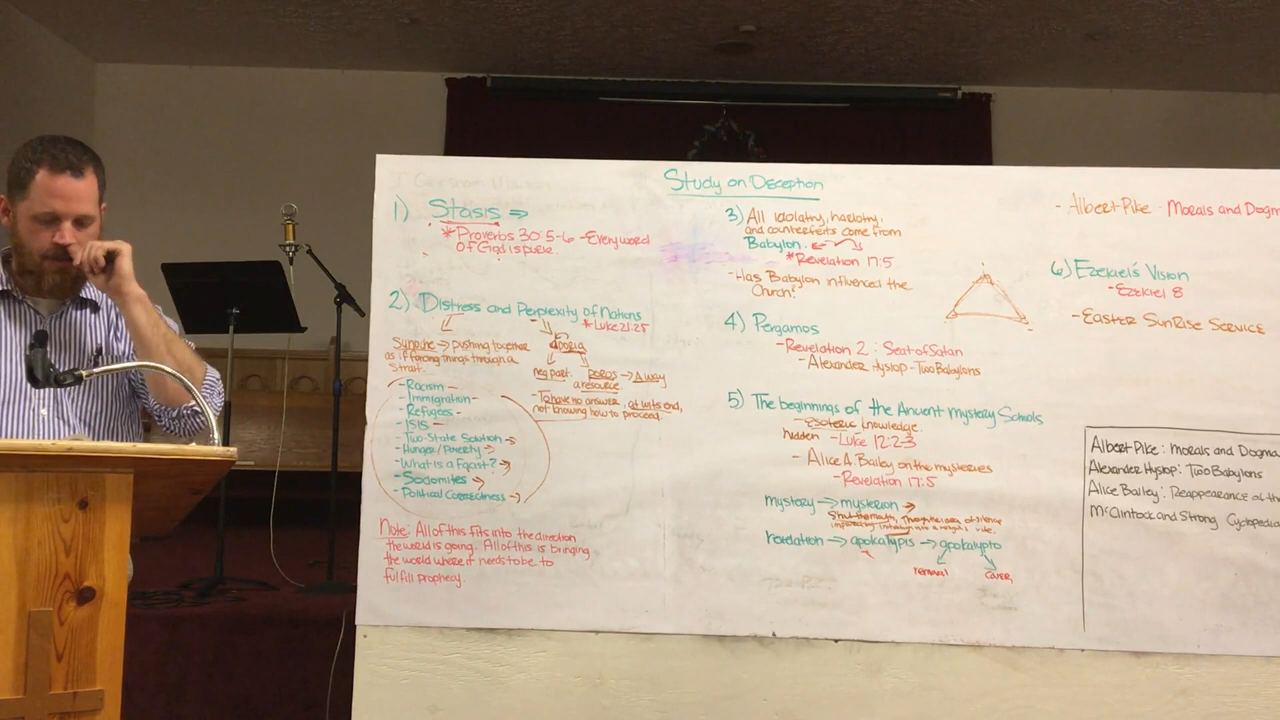 Study on Deception
1) Stasis ⇒
* Proverbs 30:5-6 - Every word
of God is pure.
2) Distress and Perplexity of Nations
* Luke 21:25
Synoche → pushing together
as if forcing things through a
strait.
aporia
neg part. poros → A way
a resource
- To have no answer, at wits end,
not knowing how to proceed.
- Racism -
- Immigration -
- Refugees -
- ISIS -
- Two-State Solution →
- Hunger/Poverty →
- What is a Facist? →
- Sodomites →
- Political Correctness →
Note: All of this fits into the direction
the world is going. All of this is bringing
the world where it needs to be to
fulfill prophecy.
3) All idolatry, harlotry,
and counterfeits come from
Babylon.
* Revelation 17:5
- Has Babylon influenced the
Church?
4) Pergamos
- Revelation 2: Seat of Satan
- Alexander Hyslop - Two Babylons
5) The beginnings of the Ancient Mystery Schools
- Esoteric knowledge.
hidden - Luke 12:2-3
- Alice A. Bailey on the mysteries
- Revelation 17:5
mystery → mysterion →
Shut the mouth,
revelation → apokalypis → apokalypto
removal cover
- Albert Pike - Morals and Dogm
6) Ezekiel's Vision
- Ezekiel 8
- Easter SunRise Service
Albert Pike: Morals and Dogma
Alexander Hyslop: Two Babylons
Alice Bailey: Reappearance of the
McClintock and Strong Cyclopedia